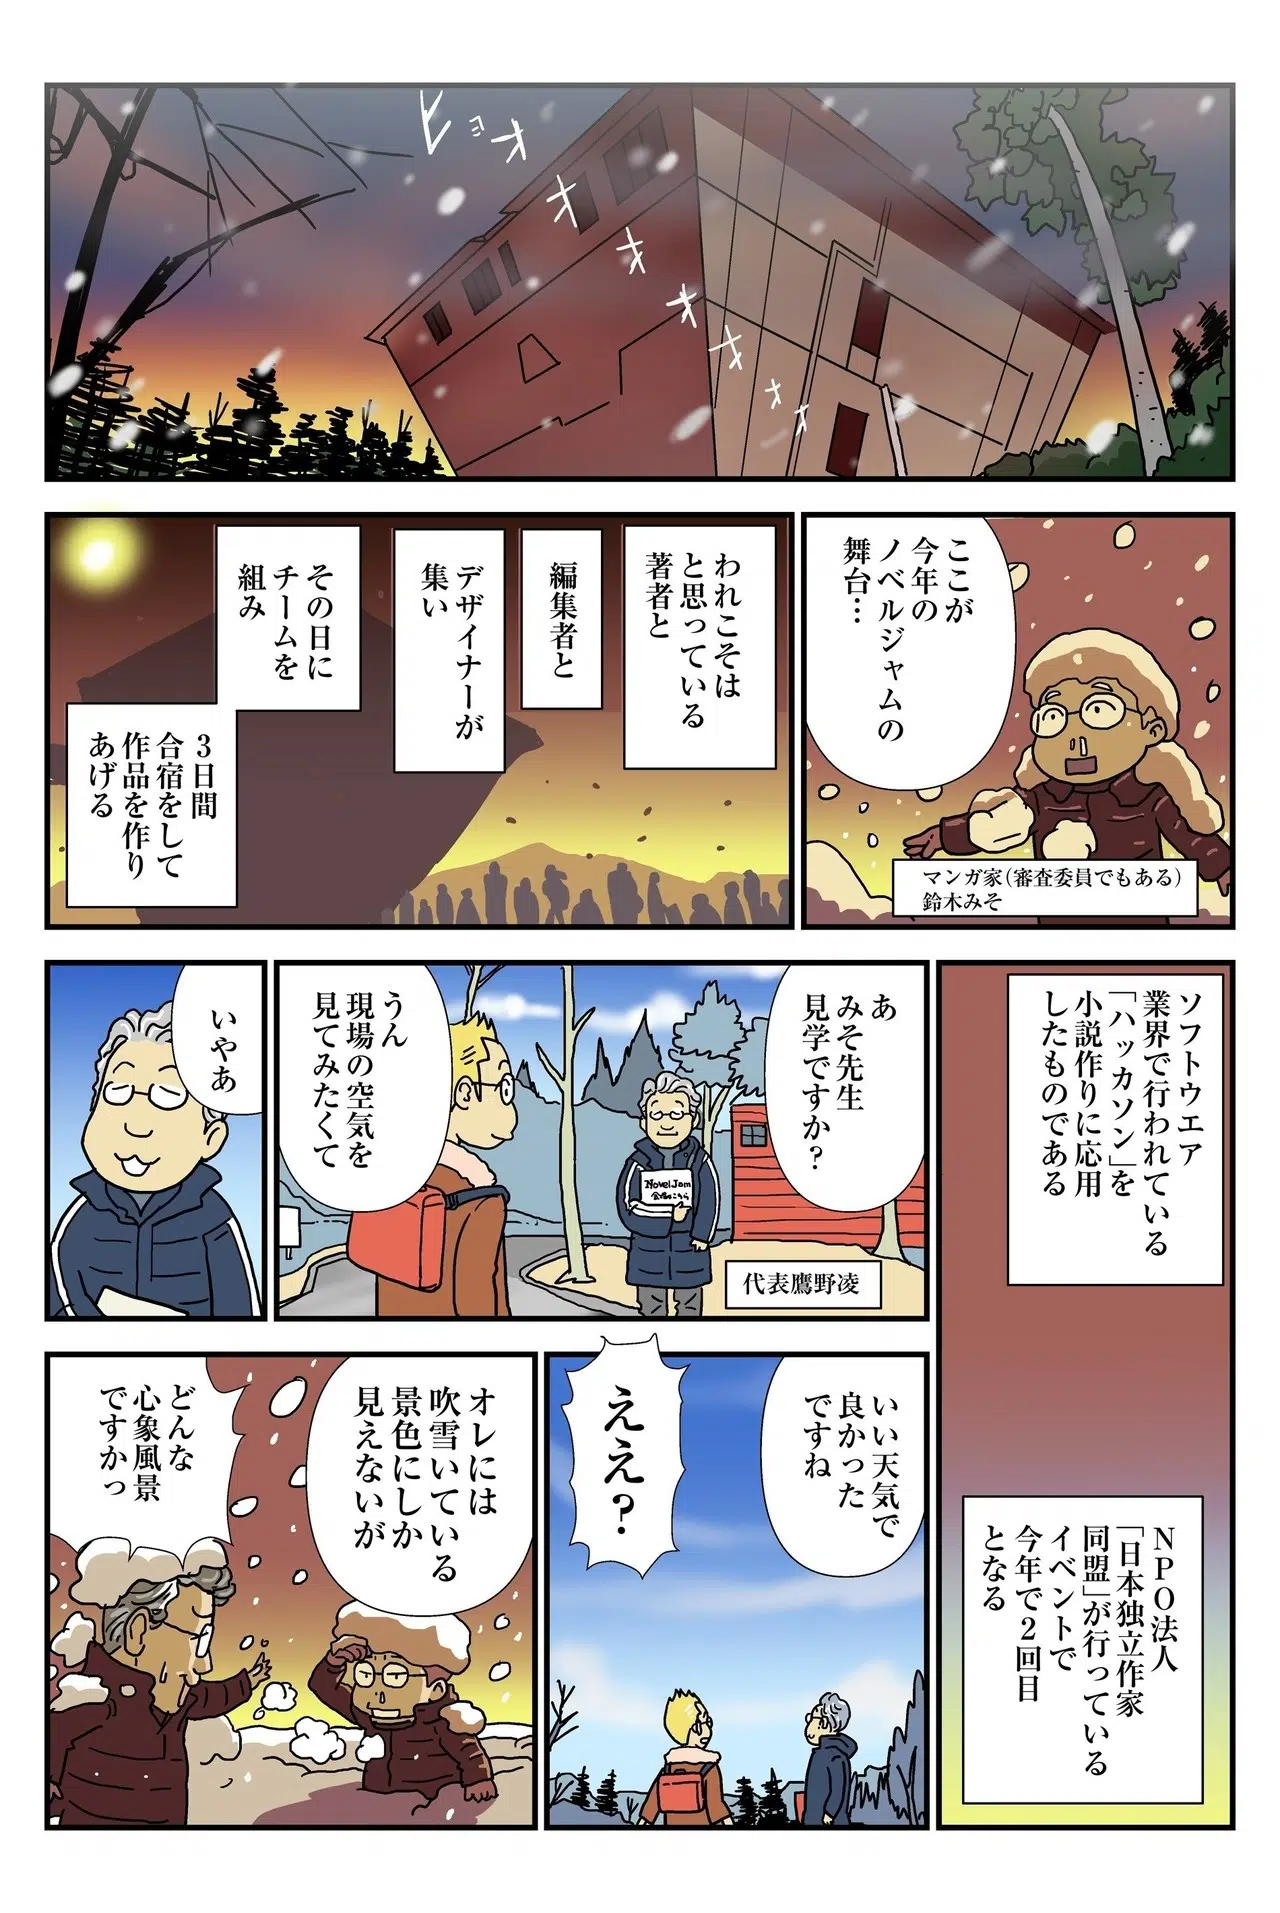 ヒョオオオオオオオ
ここが
今年の
ノベルジャムの
舞台…
マンガ家(審査委員でもある)
鈴木みそ
われこそは
と思っている
著者と
編集者と
デザイナーが
集い
その日に
チームを
組み
3日間
合宿をして
作品を作り
あげる
ソフトウエア
業界で行われている
「ハッカソン」を
小説作りに応用
したものである
NPO法人
「日本独立作家
同盟」が行っている
イベントで
今年で2回目
となる
あ
みそ先生
見学ですか?
NovelJam
会場はこちら
代表鷹野凌
うん
現場の空気を
見てみたくて
いやあ
いい天気で
良かった
ですね
ええ?
オレには
吹雪いている
景色にしか
見えないが
どんな
心象風景
ですかっ